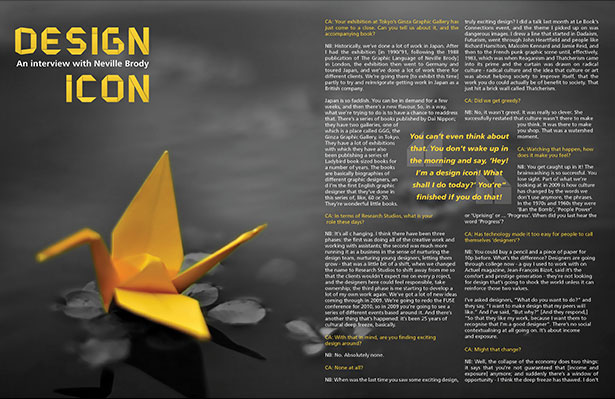 DESIGN
An interview with Neville Brody
ICON
CA: Your exhibition at Tokyo's Ginza Graphic Gallery has
just come to a close. Can you tell us about it, and the
accompanying book?
NB: Historically, we've done a lot of work in Japan. After
I had the exhibition [in 1990/'91, following the 1988
publication of The Graphic Language of Neville Brody]
in London, the exhibition then went to Germany and
toured Japan, and we've done a lot of work there for
different clients. We're going there [to exhibit this time]
partly to try and reinvigorate getting work in Japan as a
British company.
Japan is so faddish. You can be in demand for a few
weeks, and then there's a new flavour. So, in a way,
what we're trying to do is to have a chance to readdress
that. There's a series of books published by Dai Nippon;
they have two galleries, one of
which is a place called GGG, the
Ginza Graphic Gallery, in Tokyo.
They have a lot of exhibitions
with which they have also
been publishing a series of
Ladybird book-sized books for
a number of years. The books
are basically biographies of
different graphic designers, and
I'm the first English graphic
designer that they've done in
this series of, like, 60 or 70.
They're wonderful little books.
CA: In terms of Research Studios, what is your
role these days?
NB: It's all changing. I think there have been three
phases: the first was doing all of the creative work and
working with assistants; the second was much more
running it as a business in the sense of nurturing the
design team, nurturing young designers, letting them
grow - that was a little bit of a shift, when we changed
the name to Research Studios to shift away from me so
that the clients wouldn't expect me on every project,
and the designers here could feel responsible, take
ownership, the third phase is me starting to develop a
lot of my own work again. We've got a lot of new ideas
coming through in 2009. We're going to redo the FUSE
conference for 2010, so in 2009 you're going to see a
series of different events based around it. And there's
another thing that's happened: it's been 25 years of
cultural deep freeze, basically.
CA: With that in mind, are you finding exciting
design around?
NB: No. Absolutely none.
CA: None at all?
NB: When was the last time you saw some exciting design,
truly exciting design? I did a talk last month at Le Book's
Connections event, and the theme I picked up on was
dangerous images. I drew a line that started in Dadaism,
Futurism, went through John Heartfield and people like
Richard Hamilton, Malcolm Kennard and Jamie Reid, and
then to the French punk graphic scene until, effectively,
1983, which was when Reaganism and Thatcherism came
into its prime and the curtain was drawn on radical
culture - radical culture and the idea that culture in itself
was about helping society to improve itself, that the
work you do could actually be of benefit to society. That
just hit a brick wall called Thatcherism.
CA: Did we get greedy?
NB: No, it wasn't greed. It was really so clever. She
successfully restated that culture wasn't there to make
you think. It was there to make
you shop. That was a watershed
moment.
You can't even think about
that. You don't wake up in
the morning and say, 'Hey!
I'm a design icon! What
shall I do today?' You're"
finished if you do that!
CA: Watching that happen, how
does it make you feel?
NB: You get caught up in it! The
brainwashing is so successful. You
lose sight. Part of what we're
looking at in 2009 is how culture
has changed by the words we
don't use anymore, the phrases.
In the 1970s and 1960s they were
'Ban the Bomb', 'People Power'
or 'Uprising' or ... 'Progress'. When did you last hear the
word 'Progress'?
CA: Has technology made it too easy for people to call
themselves 'designers'?
NB: You could buy a pencil and a piece of paper for
10p before. What's the difference? Designers are going
through college now - a guy I used to work with on
Actuel magazine, Jean-François Bizot, said it's the
comfort and prestige generation - they're not looking
for design that's going to shock the world unless it can
reinforce those two values.
I've asked designers, "What do you want to do?" and
they say, "I want to make design that my peers will
like." And I've said, "But why?" [And they respond,]
"So that they like my work, because I want them to
recognise that I'm a good designer". There's no social
contextualising at all going on. It's about income
and exposure.
CA: Might that change?
NB: Well, the collapse of the economy does two things:
it says that you're not guaranteed that [income and
exposure] anymore; and suddenly there's a window of
opportunity - I think the deep freeze has thawed. I don't